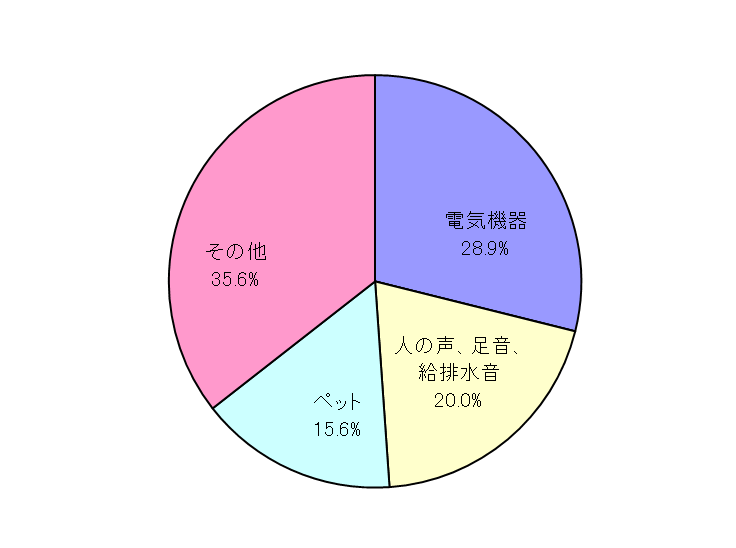 電気機器
28.9%
人の声、足音、
給排水音
20.0%
ペット
15.6%
その他
35.6%